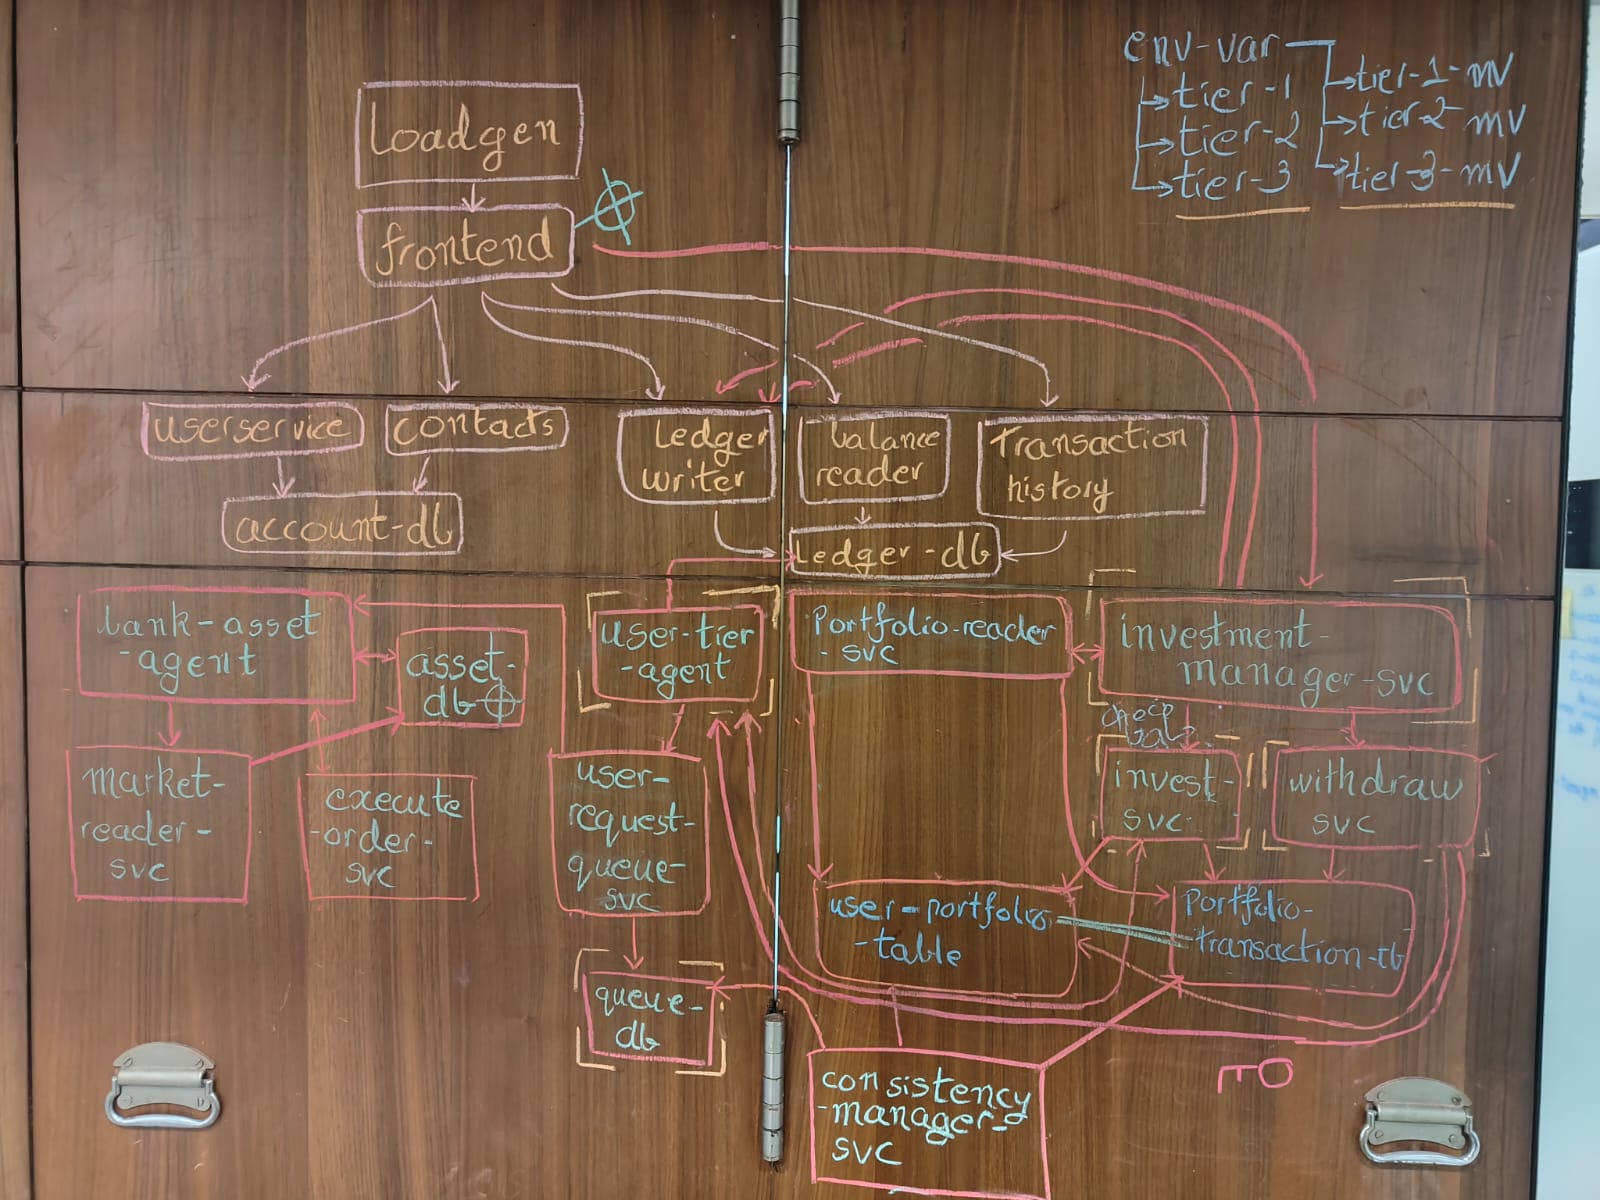 env-var
tier-1
tier-2
tier-3
tier-1-mv
tier-2-mv
tier-3-mv
Loadgen
frontend
userservice
contacts
Ledger
writer
balance
reader
Transaction
history
account-db
Ledger-db
bank-asset
-agent
asset-
db
user-tier
-agent
Portfolio-reader
-svc
investment-
manager-svc
market-
reader-
svc
execute
-order-
svc
user-
request-
queue-
svc
check
bal.
invest-
svc.
withdraw
svc
user-portfolio
-table
Portfolio-
transaction-tb
queue-
db
consistency
-manager-
svc